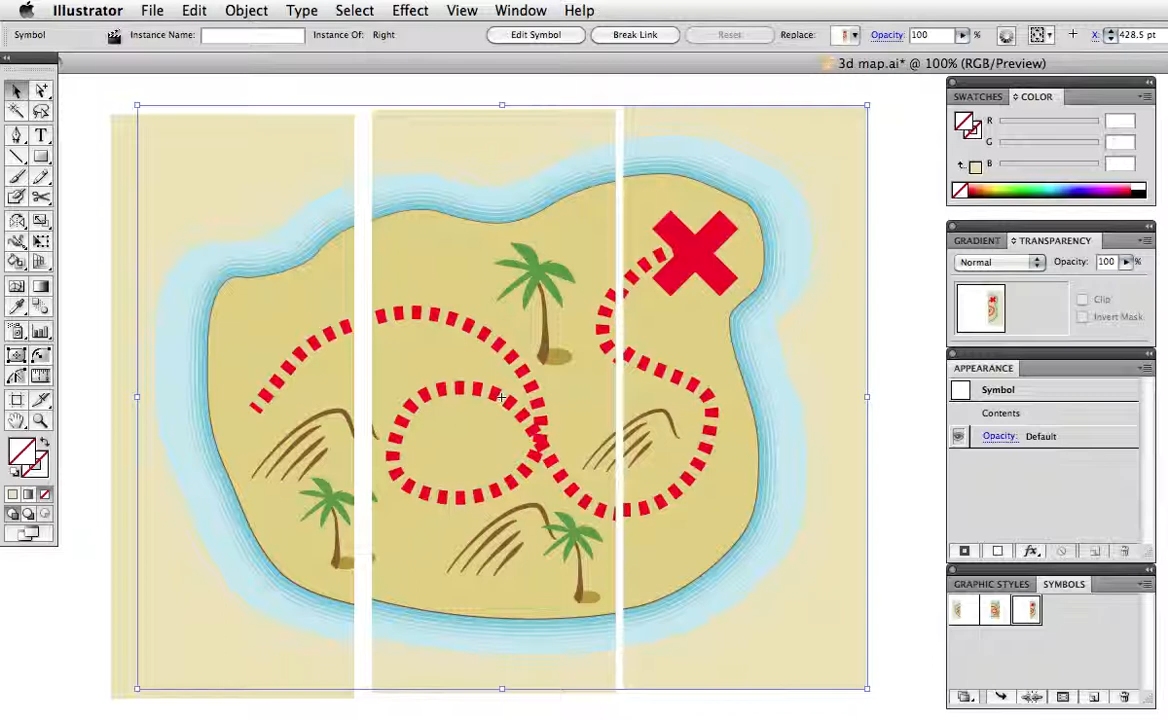 Illustrator File Edit Object Type Select Effect View Window Help
Symbol Instance Name: Instance Of: Right Edit Symbol Break Link Reset Replace: Opacity: 100 % X: 428.5 pt
3d map.ai* @ 100% (RGB/Preview)
SWATCHES COLOR
R
G
B
GRADIENT TRANSPARENCY
Normal Opacity: 100 %
Clip
Invert Mask
APPEARANCE
Symbol
Contents
Opacity: Default
fx
GRAPHIC STYLES SYMBOLS